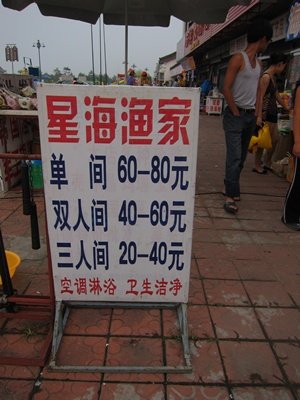 星海渔家
单 间 60-80元
双人间 40-60元
三人间 20-40元
空调淋浴 卫生洁净